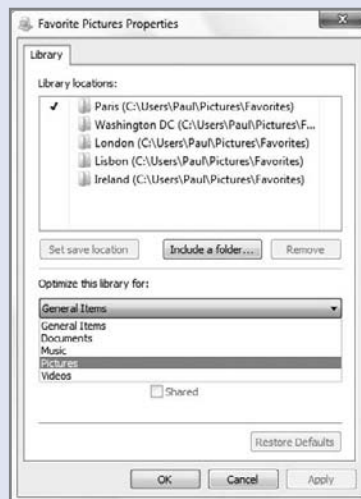 Favorite Pictures Properties
Library
Library locations:
Paris (C:\Users\Paul\Pictures\Favorites)
Washington DC (C:\Users\Paul\Pictures\F...
London (C:\Users\Paul\Pictures\Favorites)
Lisbon (C:\Users\Paul\Pictures\Favorites)
Ireland (C:\Users\Paul\Pictures\Favorites)
Set save location Include a folder... Remove
Optimize this library for:
General Items
General Items
Documents
Music
Pictures
Videos
Shared
Restore Defaults
OK Cancel Apply